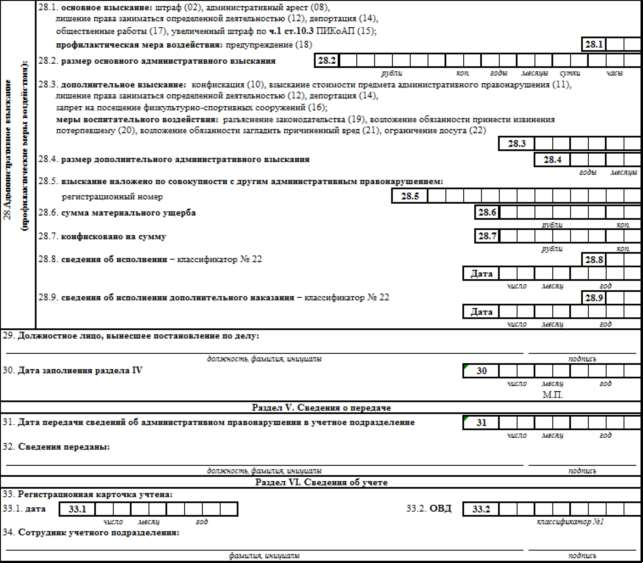 28.1. основное взыскание: штраф (02), административный арест (08),
лишение права заниматься определенной деятельностью (12), депортация (14),
общественные работы (17), увеличенный штраф по ч.1 ст.10.3 ПИКоАП (15);
профилактическая мера воздействия: предупреждение (18)
28.1
28.2. размер основного административного взыскания
28.2
рубли коп. годы месяцы сутки часы
28.3. дополнительное взыскание: конфискация (10), взыскание стоимости предмета административного правонарушения (11),
лишение права заниматься определенной деятельностью (12), депортация (14),
запрет на посещение физкультурно-спортивных сооружений (16);
меры воспитательного воздействия: разъяснение законодательства (19), возложение обязанности принести извинения
потерпевшему (20), возложение обязанности загладить причиненный вред (21), ограничение досуга (22)
28.3
28.4. размер дополнительного административного взыскания
28.4
годы месяцы
28.5. взыскание наложено по совокупности с другим административным правонарушением:
регистрационный номер
28.5
28.6. сумма материального ущерба
28.6
рубли коп.
28.7. конфисковано на сумму
28.7
рубли коп.
28.8. сведения об исполнении – классификатор № 22
28.8
Дата
число месяц год
28.9. сведения об исполнении дополнительного наказания – классификатор № 22
28.9
Дата
число месяц год
28 Административное взыскание
(профилактические меры воздействия):
29. Должностное лицо, вынесшее постановление по делу:
должность, фамилия, инициалы подпись
30. Дата заполнения раздела IV
30
число месяц год
М.П.
Раздел V. Сведения о передаче
31. Дата передачи сведений об административном правонарушении в учетное подразделение
31
число месяц год
32. Сведения переданы:
должность, фамилия, инициалы подпись
Раздел VI. Сведения об учете
33. Регистрационная карточка учтена:
33.1. дата 33.1 33.2. ОВД 33.2
число месяц год классификатор №1
34. Сотрудник учетного подразделения:
фамилия, инициалы подпись